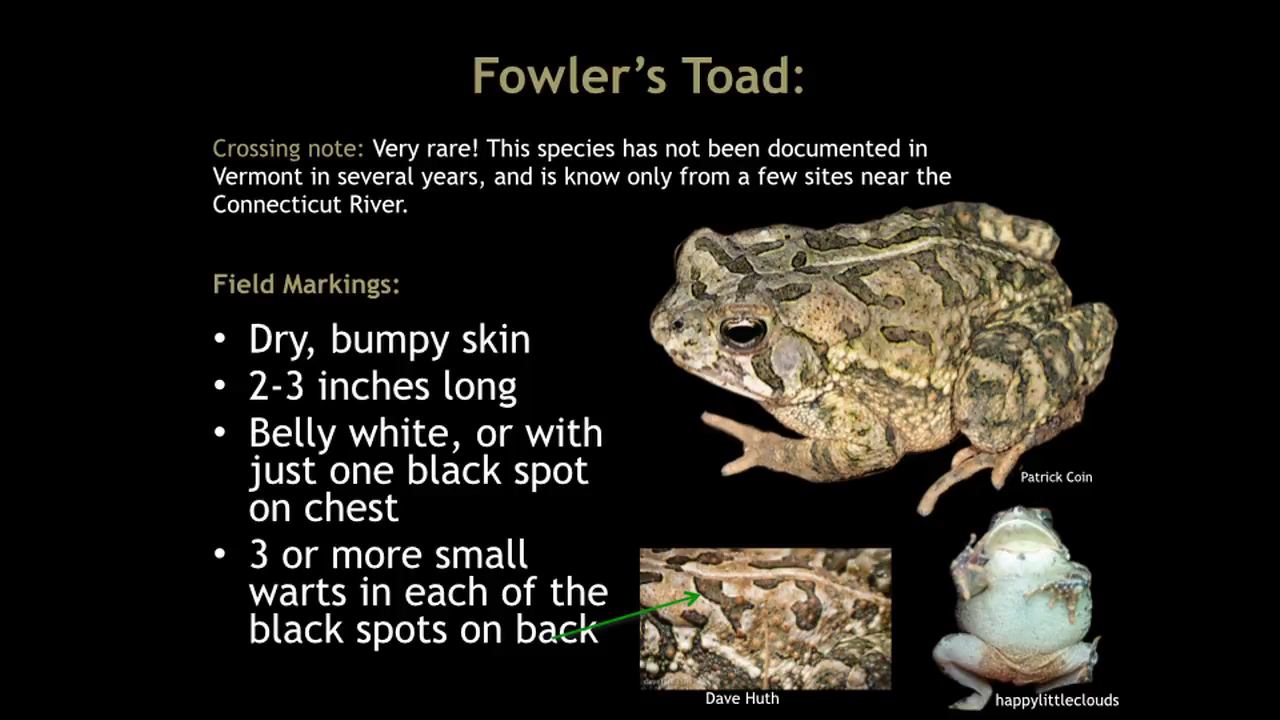 Fowler's Toad:
Crossing note: Very rare! This species has not been documented in
Vermont in several years, and is know only from a few sites near the
Connecticut River.
Field Markings:
• Dry, bumpy skin
• 2-3 inches long
• Belly white, or with
just one black spot
on chest
• 3 or more small
warts in each of the
black spots on back
Patrick Coin
Dave Huth
happylittleclouds